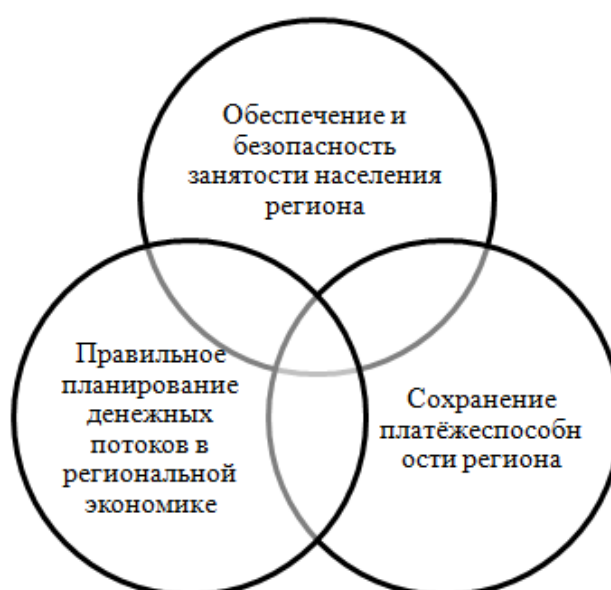 Обеспечение и
безопасность
занятости населения
региона
Правильное
планирование
денежных
потоков в
региональной
экономике
Сохранение
платёжеспособн
ости региона